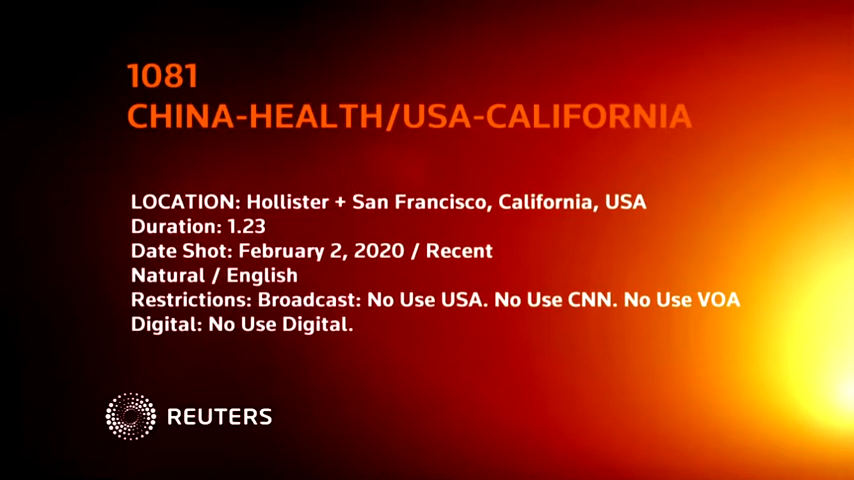 1081
CHINA-HEALTH/USA-CALIFORNIA
LOCATION: Hollister + San Francisco, California, USA
Duration: 1.23
Date Shot: February 2, 2020 / Recent
Natural / English
Restrictions: Broadcast: No Use USA. No Use CNN. No Use VOA
Digital: No Use Digital.
REUTERS